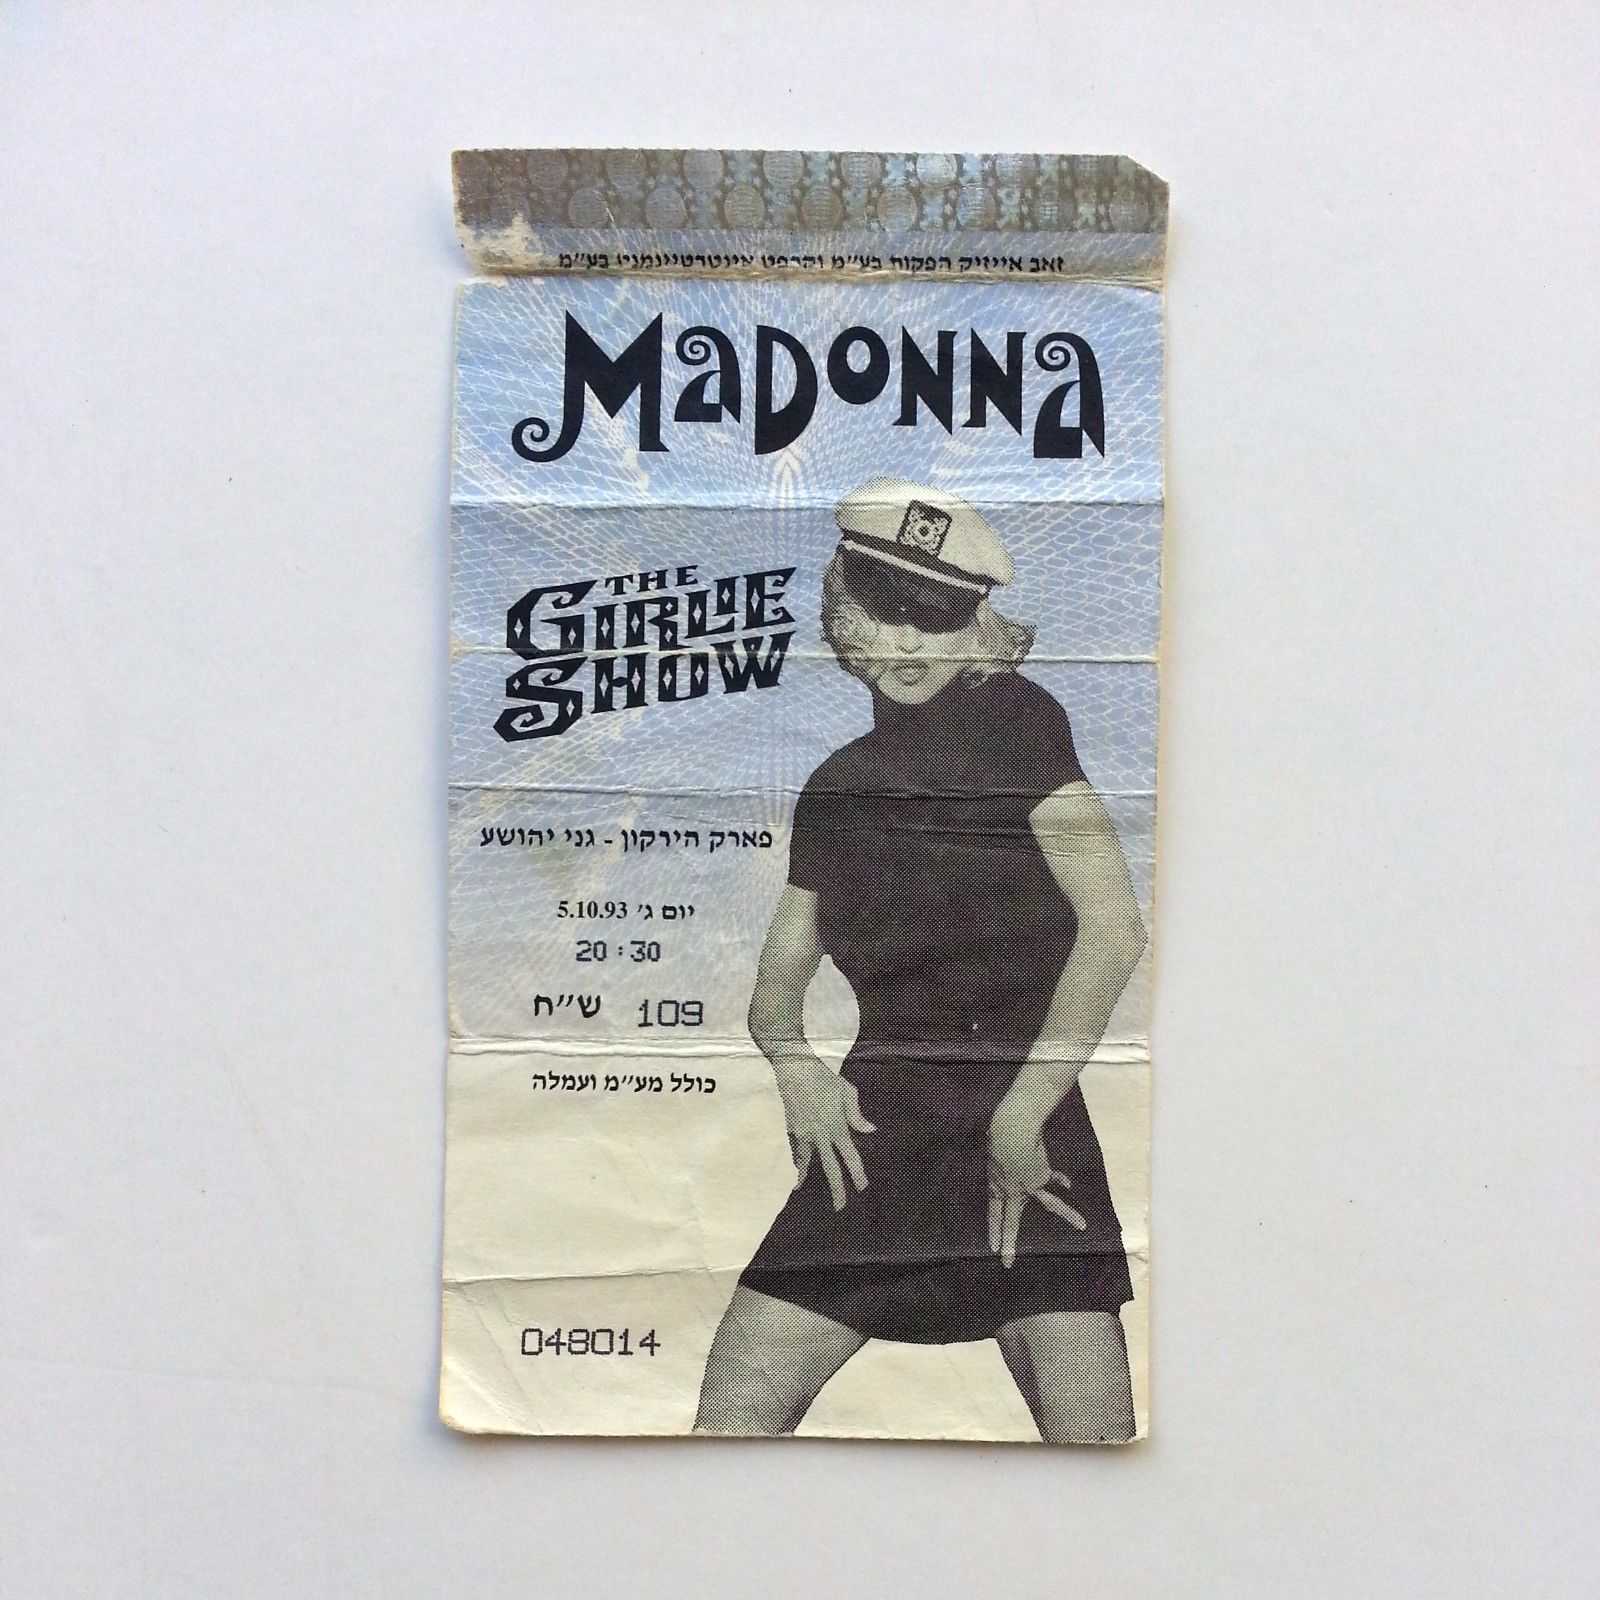 זאב אייזיק הפקות בע״מ וקרפט אינטרטיינמנט בע״מ
MADONNA
THE
GIRLIE
SHOW
פארק הירקון - גני יהושע
יום ג׳ 5.10.93
20:30
109 ש״ח
כולל מע״מ ועמלה
048014